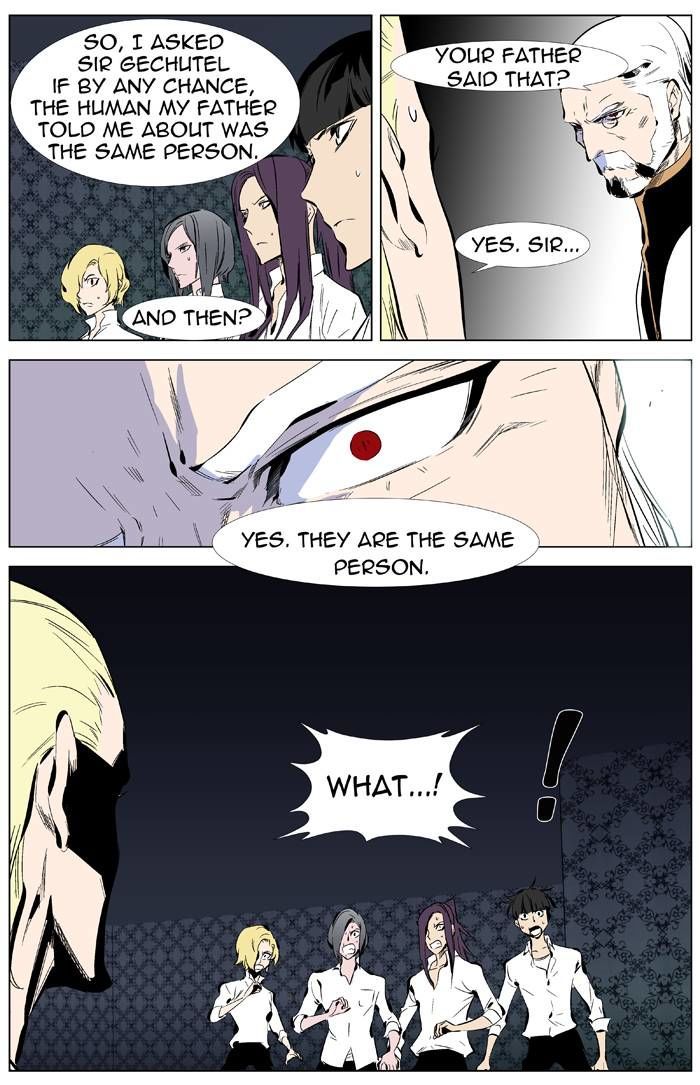 SO, I ASKED
SIR GECHUTEL
IF BY ANY CHANCE,
THE HUMAN MY FATHER
TOLD ME ABOUT WAS
THE SAME PERSON.
AND THEN?
YOUR FATHER
SAID THAT?
YES. SIR...
YES. THEY ARE THE SAME
PERSON.
WHAT...!
!